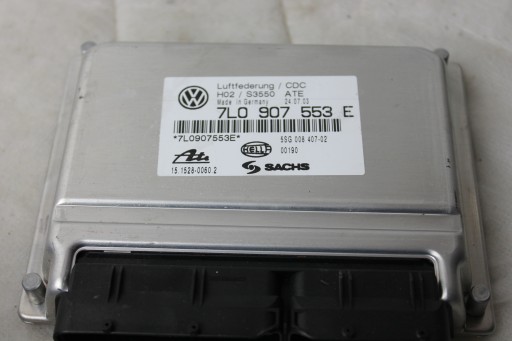 Luftfederung / CDC
H02 / S3550 ATE
Made in Germany 24.07.03
7L0 907 553 E
*7L0907553E* 5SG 008 407-02
00190
Ate HELLA
SACHS
15.1528-0060.2